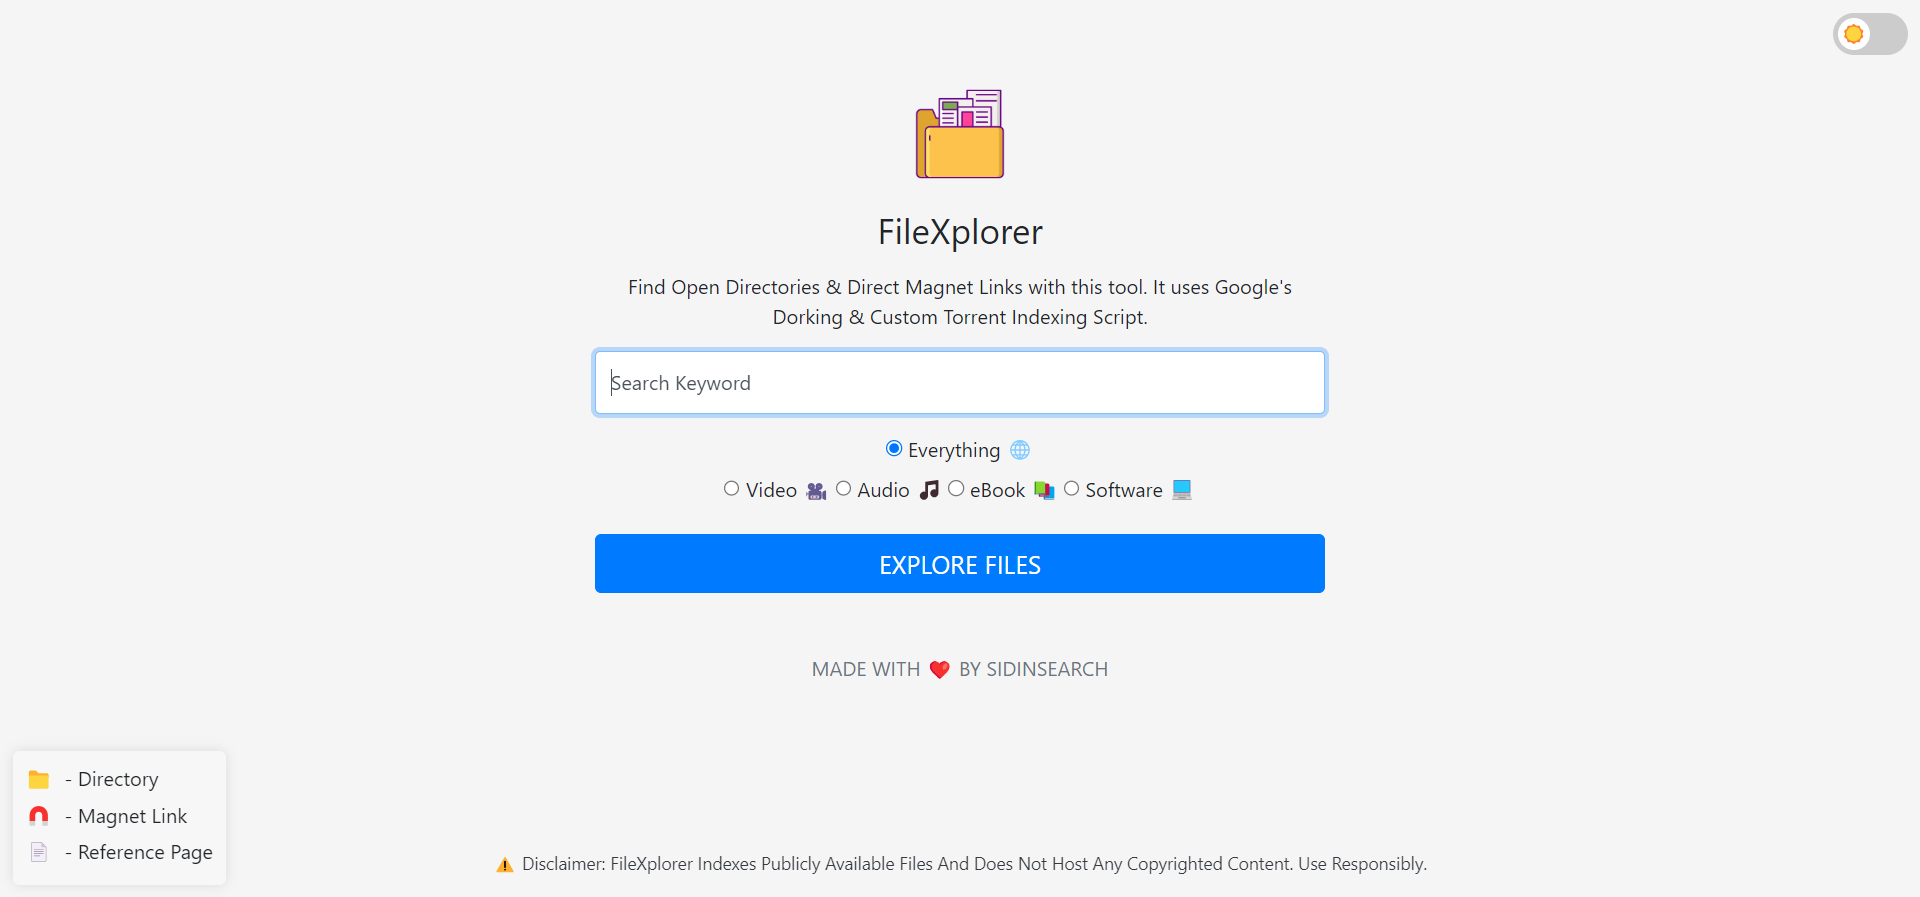 FileXplorer
Find Open Directories & Direct Magnet Links with this tool. It uses Google's
Dorking & Custom Torrent Indexing Script.
Search Keyword
Everything
Video Audio eBook Software
EXPLORE FILES
MADE WITH ❤️ BY SIDINSEARCH
- Directory
- Magnet Link
- Reference Page
Disclaimer: FileXplorer Indexes Publicly Available Files And Does Not Host Any Copyrighted Content. Use Responsibly.